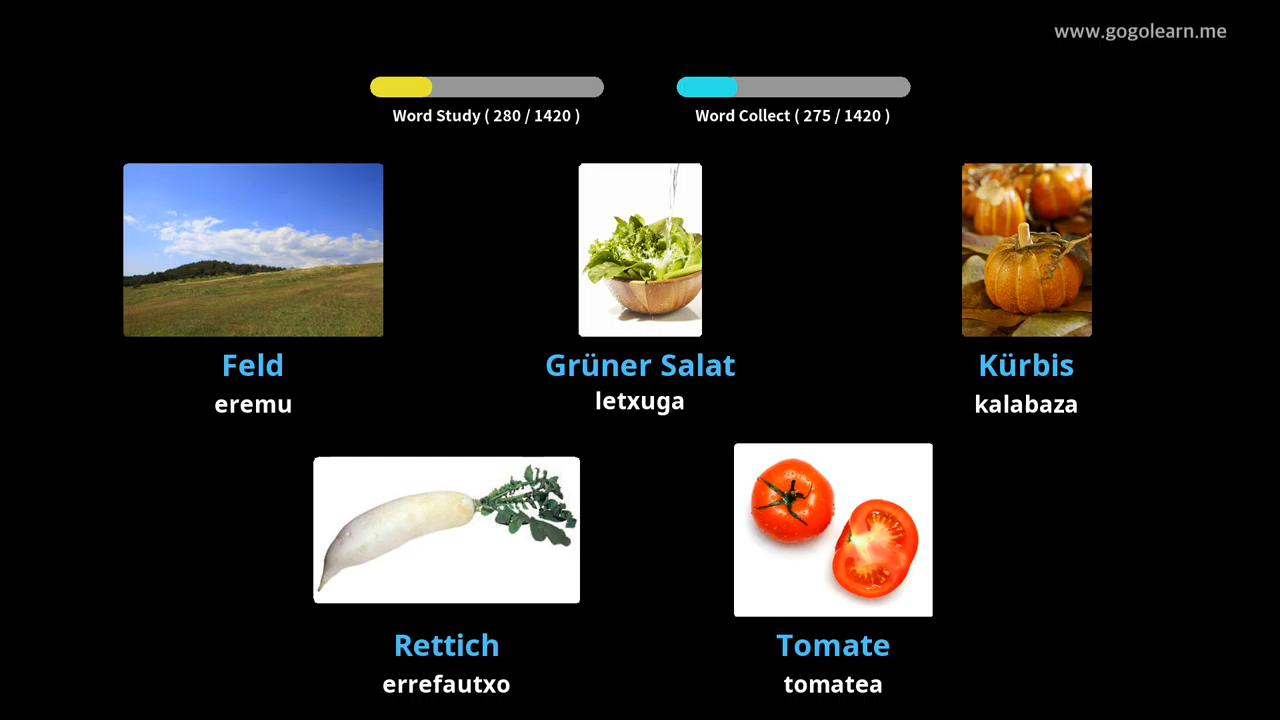 www.gogolearn.me
Word Study ( 280 / 1420 )
Word Collect ( 275 / 1420 )
Feld
eremu
Grüner Salat
letxuga
Kürbis
kalabaza
Rettich
errefautxo
Tomate
tomatea